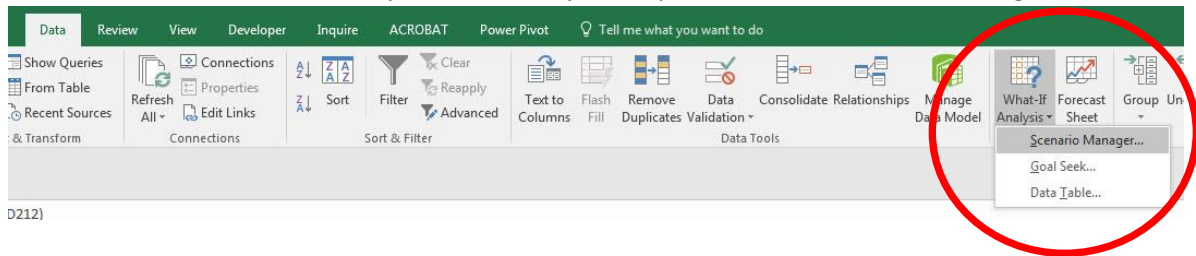 Data Review View Developer Inquire ACROBAT Power Pivot Tell me what you want to do
Show Queries
From Table
Recent Sources
& Transform
Refresh
All
Connections
Properties
Edit Links
Connections
Sort
Filter
Clear
Reapply
Advanced
Sort & Filter
Text to
Columns
Flash
Fill
Remove
Duplicates
Data
Validation
Consolidate
Relationships
Manage
Data Model
Data Tools
What-If
Analysis
Forecast
Sheet
Group
Un
Scenario Manager...
Goal Seek...
Data Table...
D212)